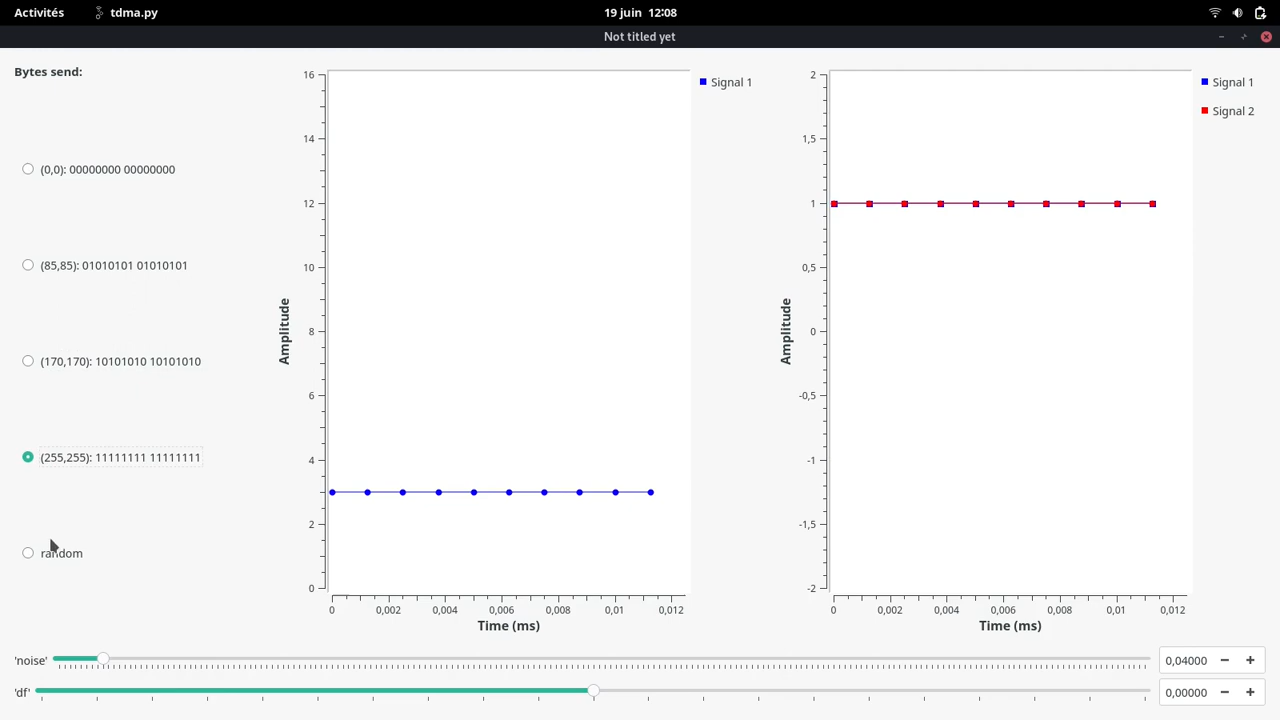 Activités
tdma.py
19 juin 12:08
Not titled yet
Bytes send:
(0,0): 00000000 00000000
(85,85): 01010101 01010101
(170,170): 10101010 10101010
(255,255): 11111111 11111111
random
Amplitude
16
14
12
10
8
6
4
2
0
0
0,002
0,004
0,006
0,008
0,01
0,012
Time (ms)
Signal 1
Amplitude
2
1,5
1
0,5
0
-0,5
-1
-1,5
-2
0
0,002
0,004
0,006
0,008
0,01
0,012
Time (ms)
Signal 1
Signal 2
'noise'
0,04000
'df'
0,00000